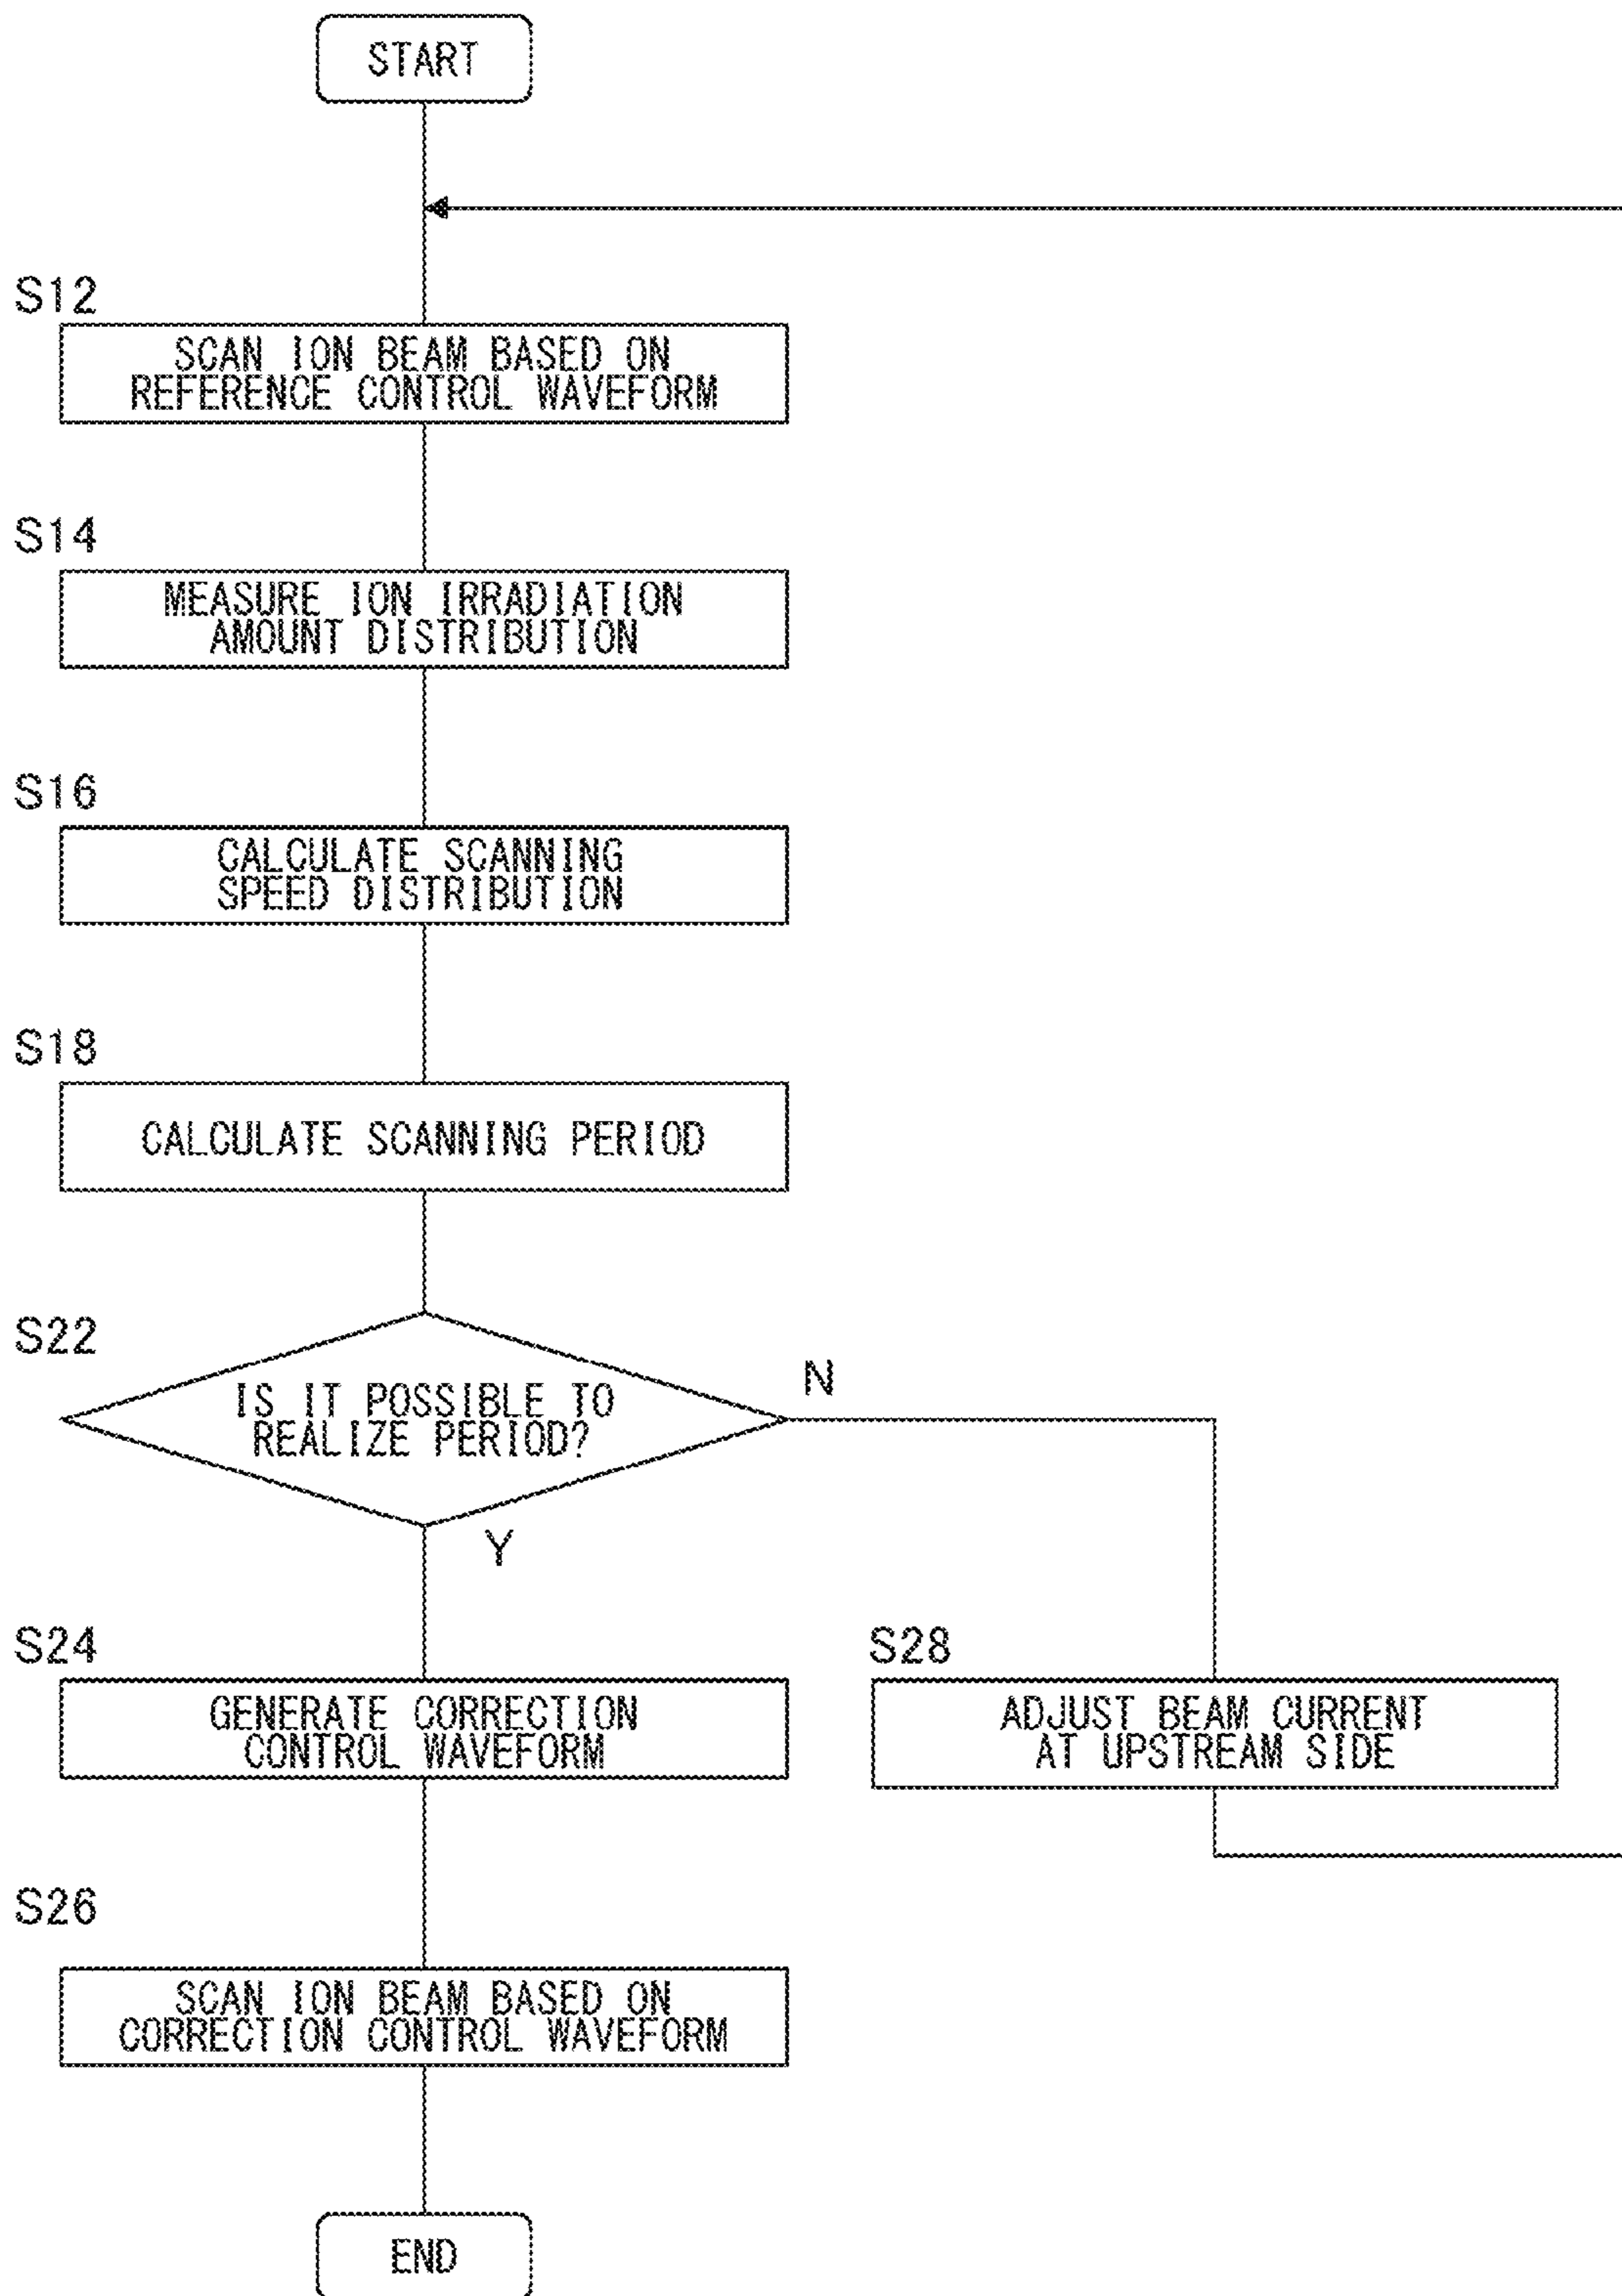 START
S12
SCAN ION BEAM BASED ON
REFERENCE CONTROL WAVEFORM
S14
MEASURE ION IRRADIATION
AMOUNT DISTRIBUTION
S16
CALCULATE SCANNING
SPEED DISTRIBUTION
S18
CALCULATE SCANNING PERIOD
S22
IS IT POSSIBLE TO
REALIZE PERIOD?
N
Y
S24
GENERATE CORRECTION
CONTROL WAVEFORM
S28
ADJUST BEAM CURRENT
AT UPSTREAM SIDE
S26
SCAN ION BEAM BASED ON
CORRECTION CONTROL WAVEFORM
END